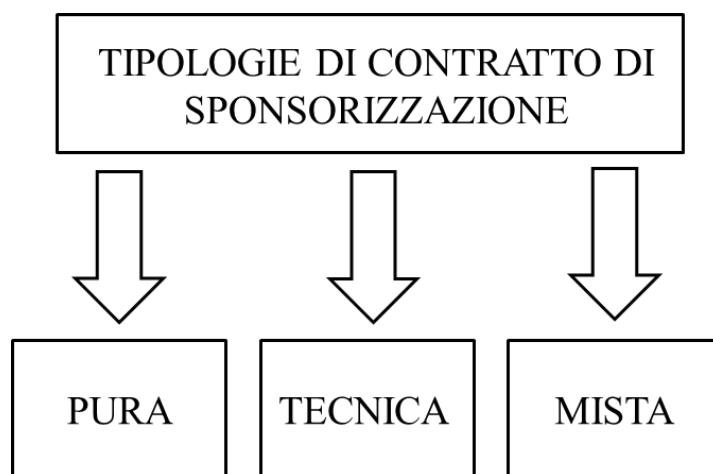 TIPOLOGIE DI CONTRATTO DI
SPONSORIZZAZIONE
PURA
TECNICA
MISTA